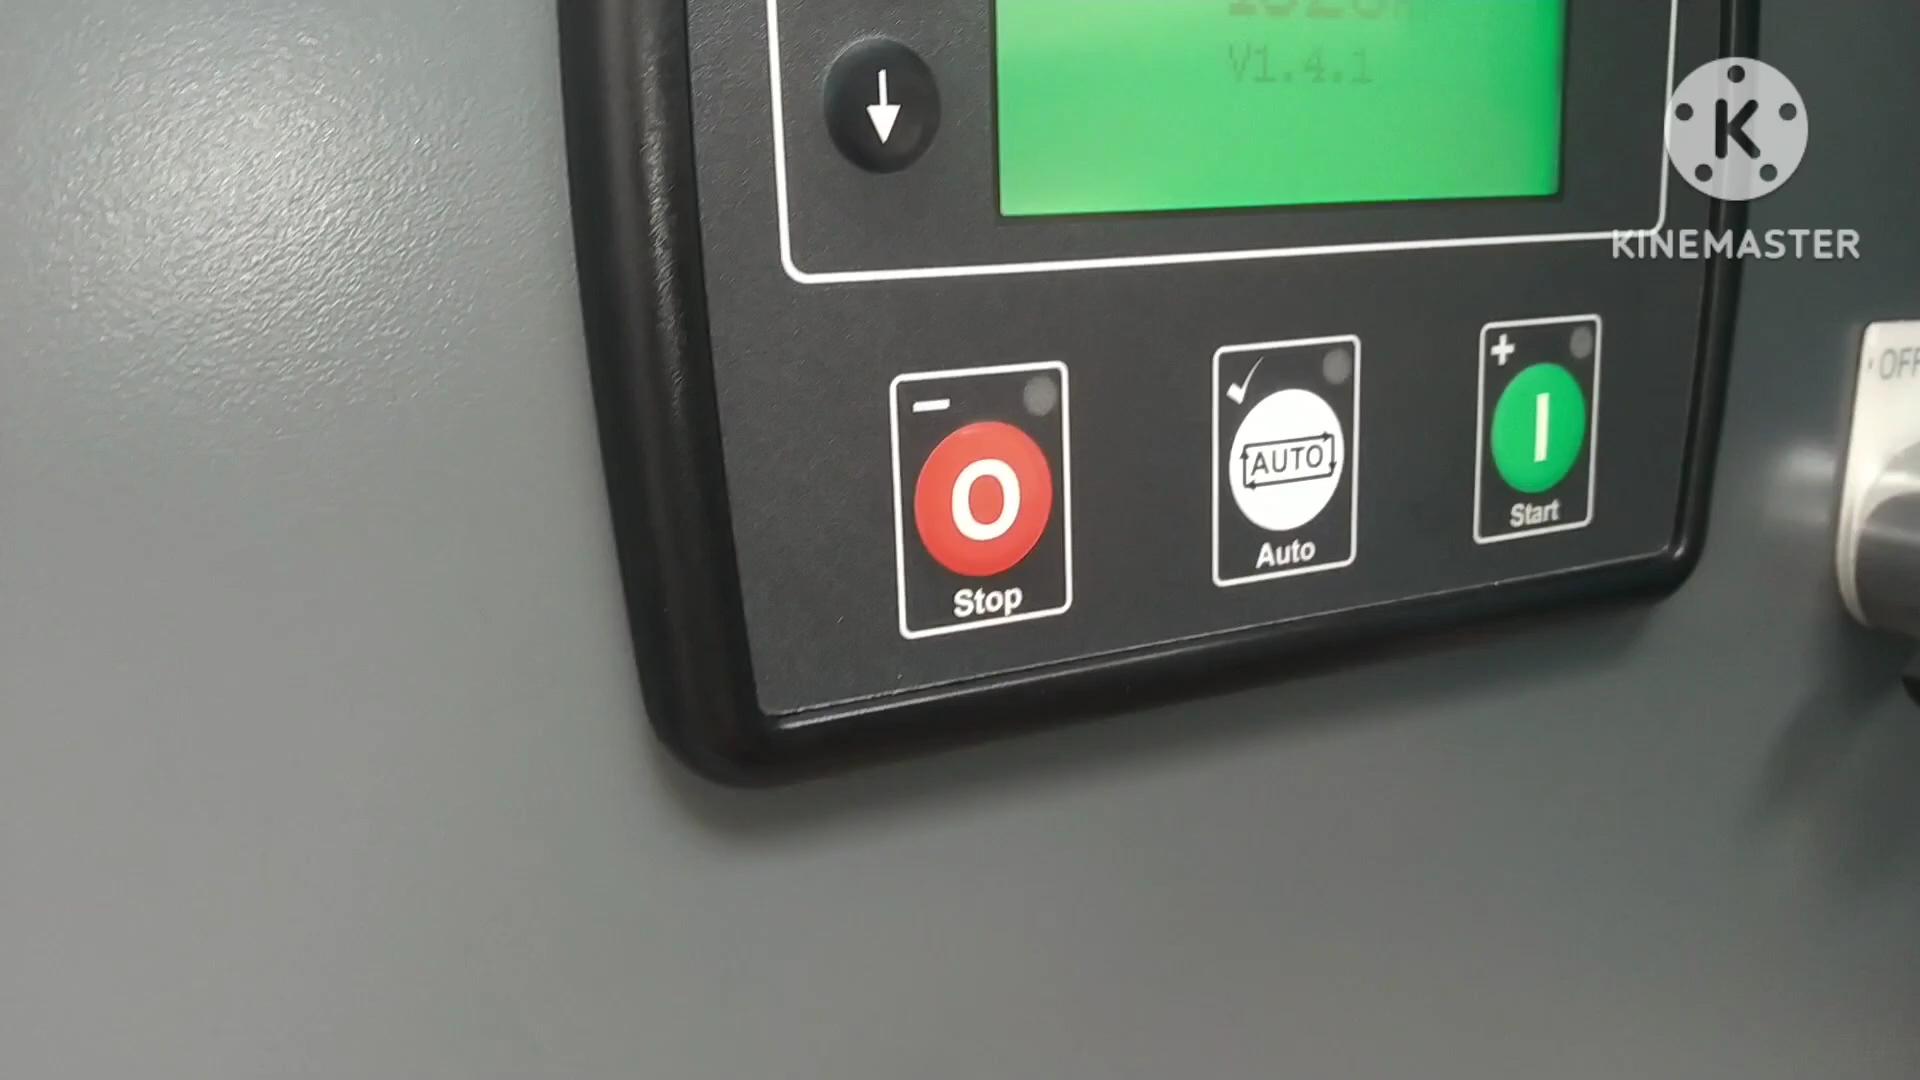 V1.4.1
K
KINEMASTER
OFF
O
AUTO
I
Stop
Auto
Start